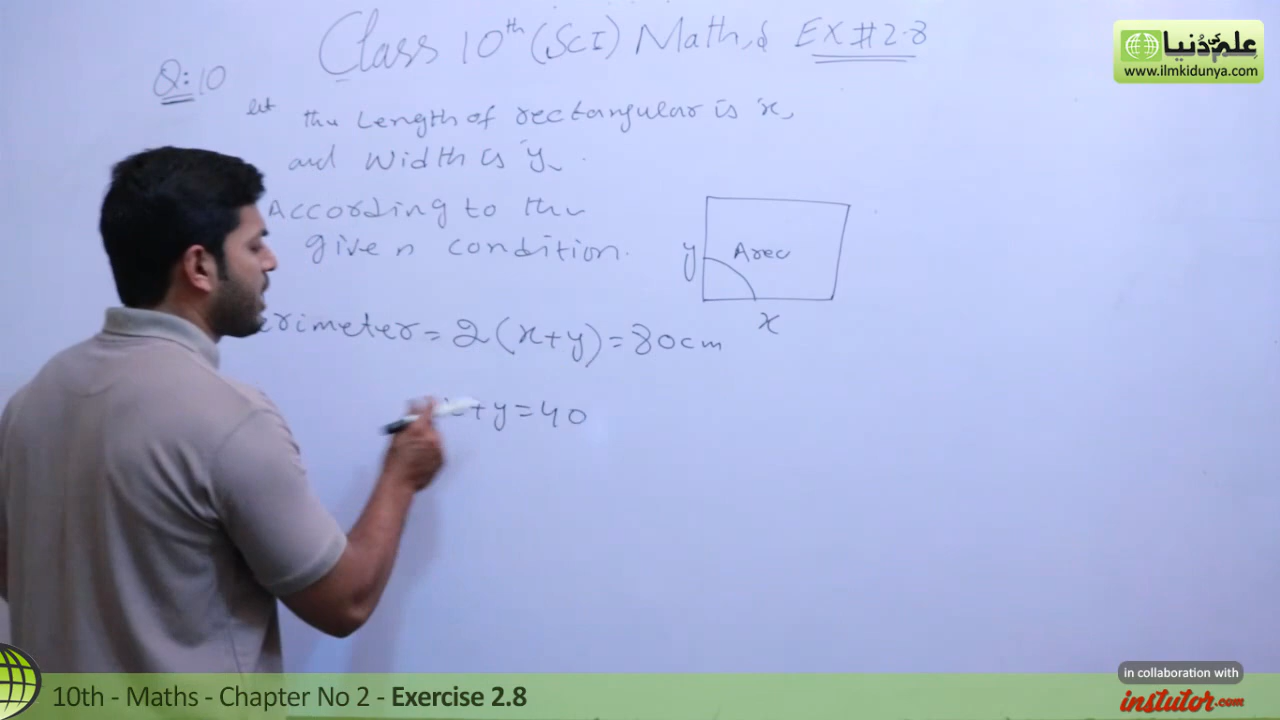 Class 10th (ScI) Math,s EX # 2.8
Q:10
let the Length of rectangular is x,
and Width is y
According to the
given condition.
y
Area
x
erimeter = 2(x+y) = 80cm
x+y=40
علم کی دُنیا
www.ilmkidunya.com
10th - Maths - Chapter No 2 - Exercise 2.8
in collaboration with
instutor.com